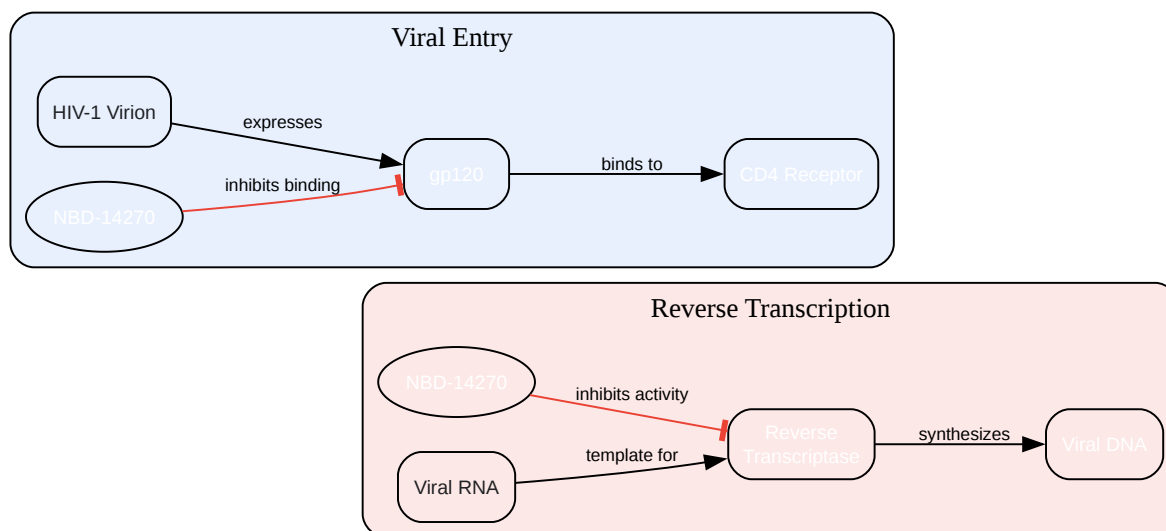 Viral Entry
HIV-1 Virion
expresses
gp120
binds to
CD4 Receptor
inhibits binding
NBD-14270
Reverse Transcription
NBD-14270
inhibits activity
Reverse
Transcriptase
synthesizes
Viral DNA
template for
Viral RNA